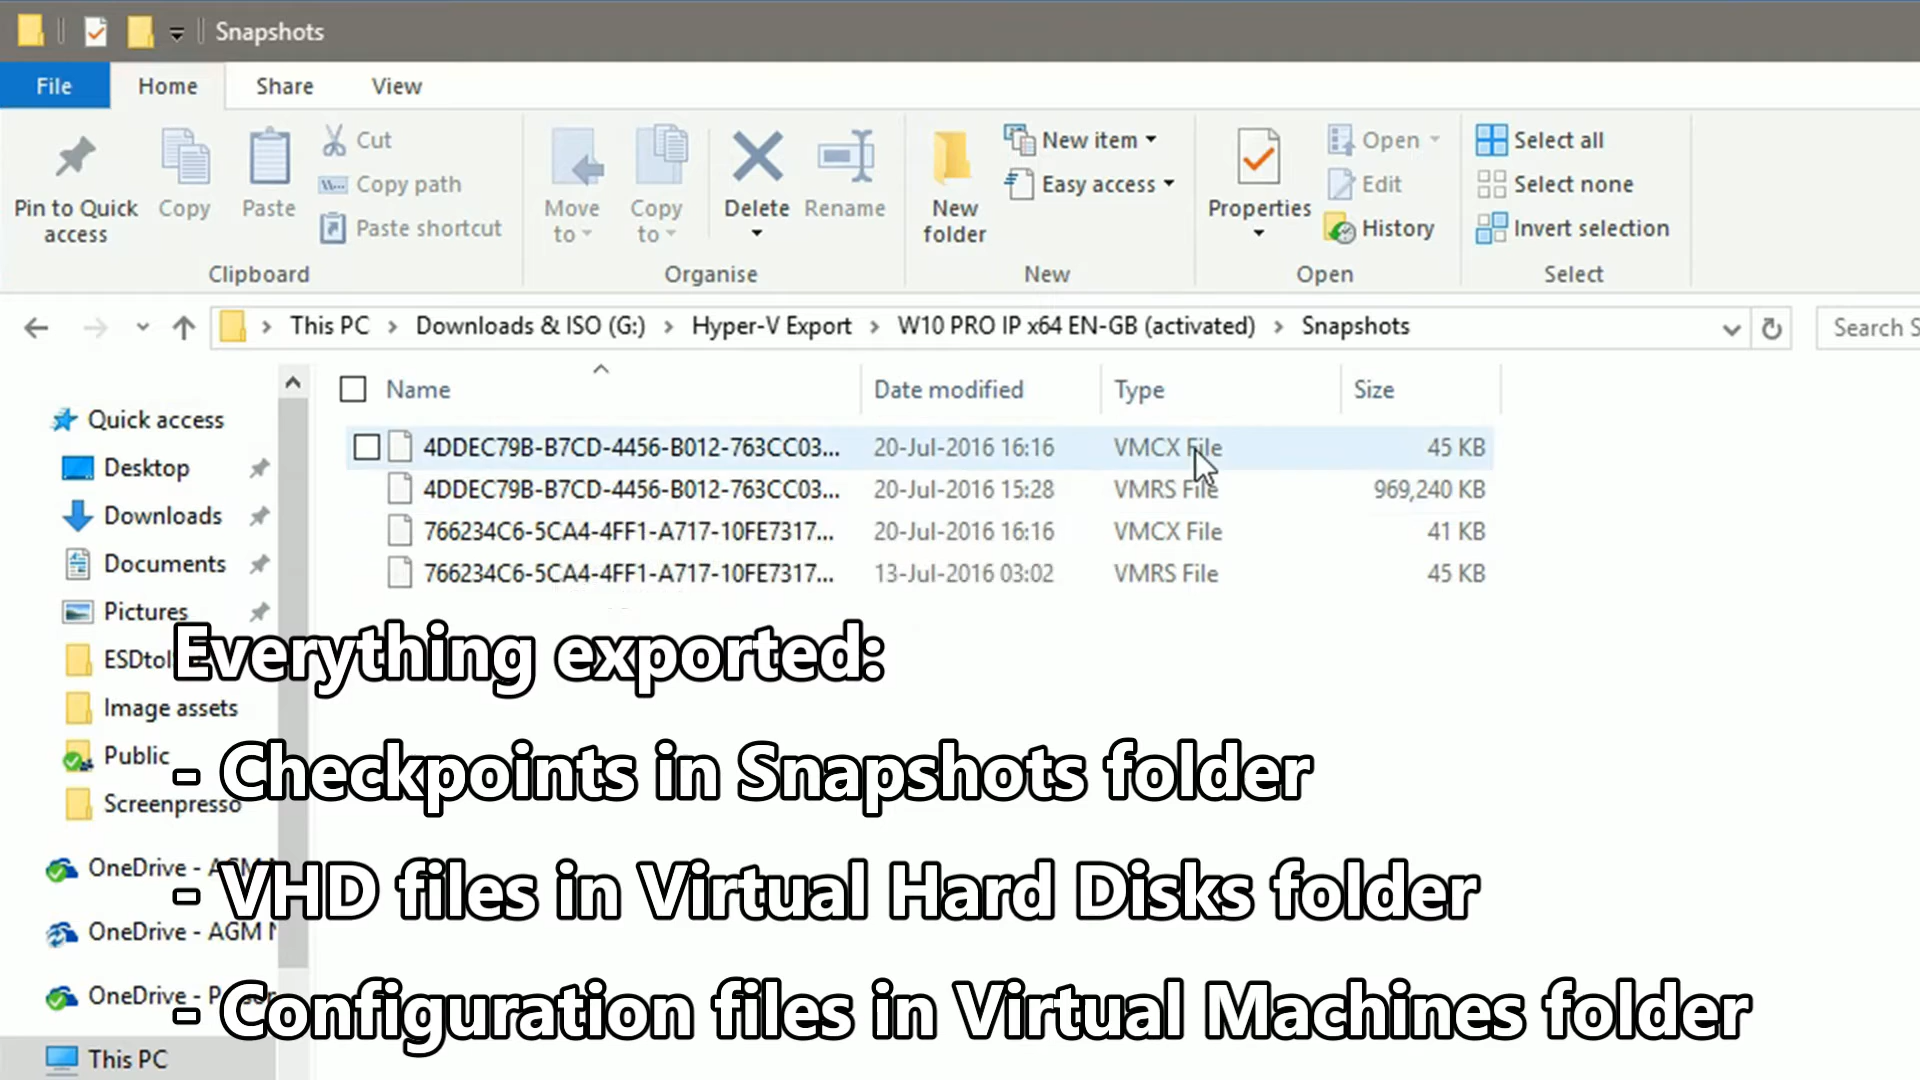 Snapshots
File Home Share View
Pin to Quick access
Copy
Paste
Cut
Copy path
Paste shortcut
Clipboard
Move to
Copy to
Delete
Rename
Organise
New folder
New item
Easy access
New
Properties
Open
Edit
History
Open
Select all
Select none
Invert selection
Select
This PC > Downloads & ISO (G:) > Hyper-V Export > W10 PRO IP x64 EN-GB (activated) > Snapshots
Search S
Name Date modified Type Size
4DDEC79B-B7CD-4456-B012-763CC03... 20-Jul-2016 16:16 VMCX File 45 KB
4DDEC79B-B7CD-4456-B012-763CC03... 20-Jul-2016 15:28 VMRS File 969,240 KB
766234C6-5CA4-4FF1-A717-10FE7317... 20-Jul-2016 16:16 VMCX File 41 KB
766234C6-5CA4-4FF1-A717-10FE7317... 13-Jul-2016 03:02 VMRS File 45 KB
Quick access
Desktop
Downloads
Documents
Pictures
Image assets
Public
Screenpresso
OneDrive - AGM
OneDrive - AGM
OneDrive -
This PC
Everything exported:
- Checkpoints in Snapshots folder
- VHD files in Virtual Hard Disks folder
- Configuration files in Virtual Machines folder